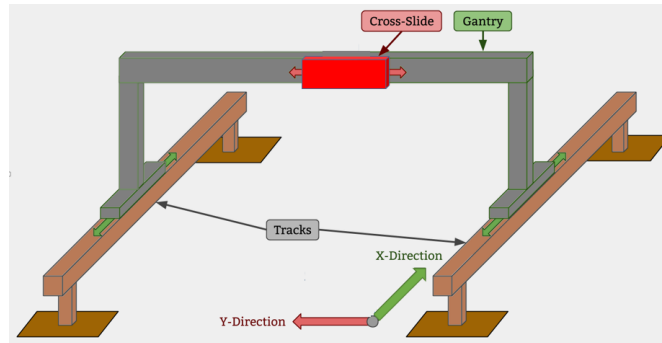 Cross-Slide
Gantry
Tracks
X-Direction
Y-Direction